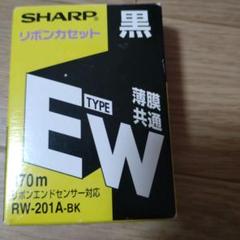 SHARP
黒
リボンカセット
EW
TYPE
薄膜
共通
170m
リボンエンドセンサー対応
RW-201A-BK